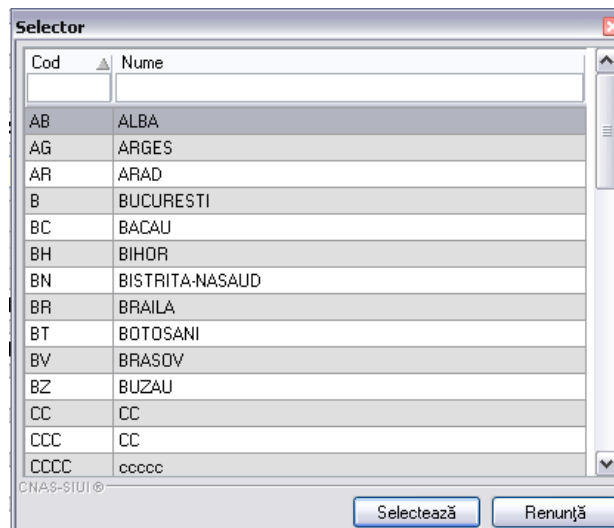 Selector
Cod Nume
AB ALBA
AG ARGES
AR ARAD
B BUCURESTI
BC BACAU
BH BIHOR
BN BISTRITA-NASAUD
BR BRAILA
BT BOTOSANI
BV BRASOV
BZ BUZAU
CC CC
CCC CC
CCCC ccccc
CNAS-SIUI ®
Selectează Renunţă